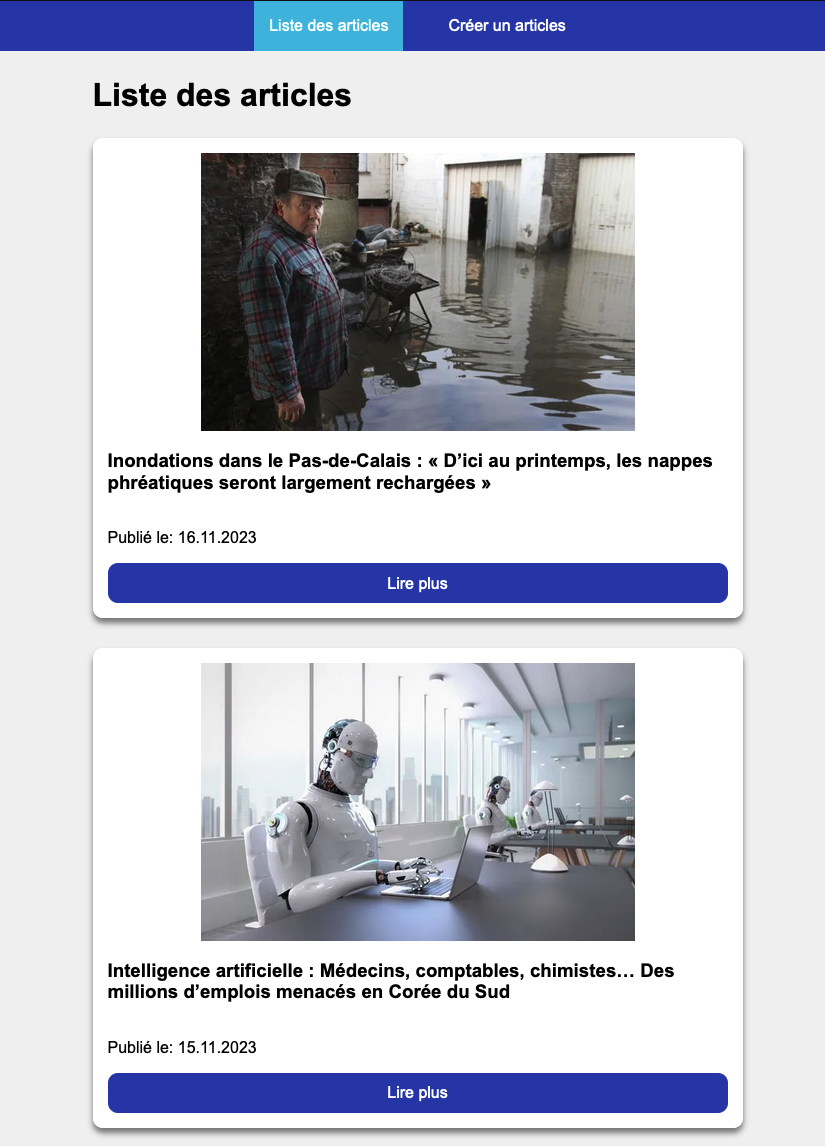 Liste des articles
Créer un articles
Liste des articles
Inondations dans le Pas-de-Calais : « D’ici au printemps, les nappes
phréatiques seront largement rechargées »
Publié le: 16.11.2023
Lire plus
Intelligence artificielle : Médecins, comptables, chimistes… Des
millions d’emplois menacés en Corée du Sud
Publié le: 15.11.2023
Lire plus